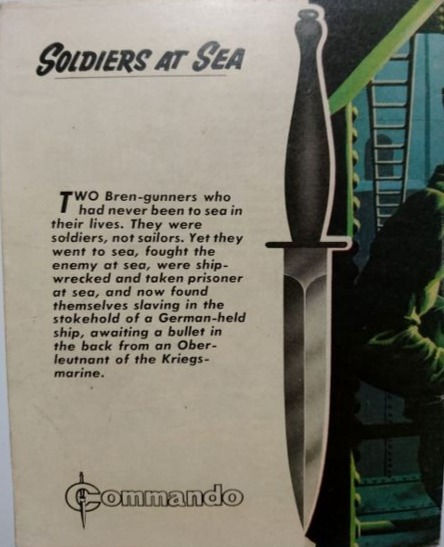 SOLDIERS AT SEA
TWO Bren-gunners who
had never been to sea in
their lives. They were
soldiers, not sailors. Yet they
went to sea, fought the
enemy at sea, were ship-
wrecked and taken prisoner
at sea, and now found
themselves slaving in the
stokehold of a German-held
ship, awaiting a bullet in
the back from an Ober-
leutnant of the Kriegs-
marine.
Commando